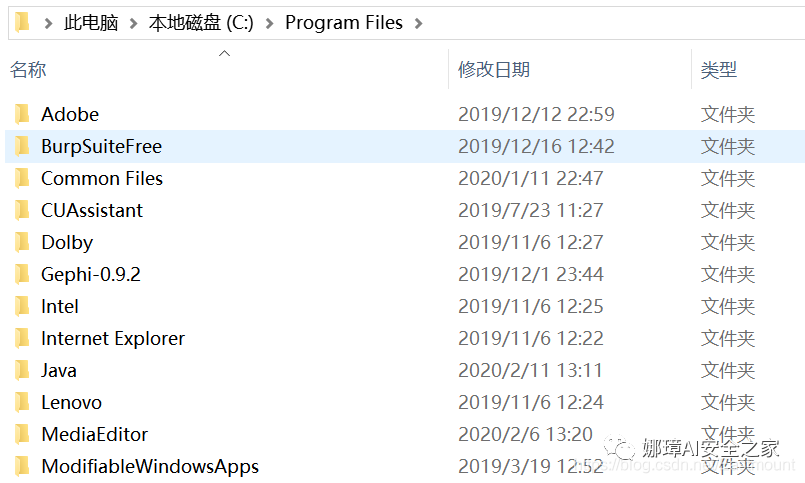 此电脑 本地磁盘 (C:) Program Files
名称 修改日期 类型
Adobe 2019/12/12 22:59 文件夹
BurpSuiteFree 2019/12/16 12:42 文件夹
Common Files 2020/1/11 22:47 文件夹
CUAssistant 2019/7/23 11:27 文件夹
Dolby 2019/11/6 12:27 文件夹
Gephi-0.9.2 2019/12/1 23:44 文件夹
Intel 2019/11/6 12:25 文件夹
Internet Explorer 2019/11/6 12:22 文件夹
Java 2020/2/11 13:11 文件夹
Lenovo 2019/11/6 12:24 文件夹
MediaEditor 2020/2/6 13:20 文件夹
娜璋AI安全之家
ModifiableWindowsApps 2019/3/19 12:52 文件夹